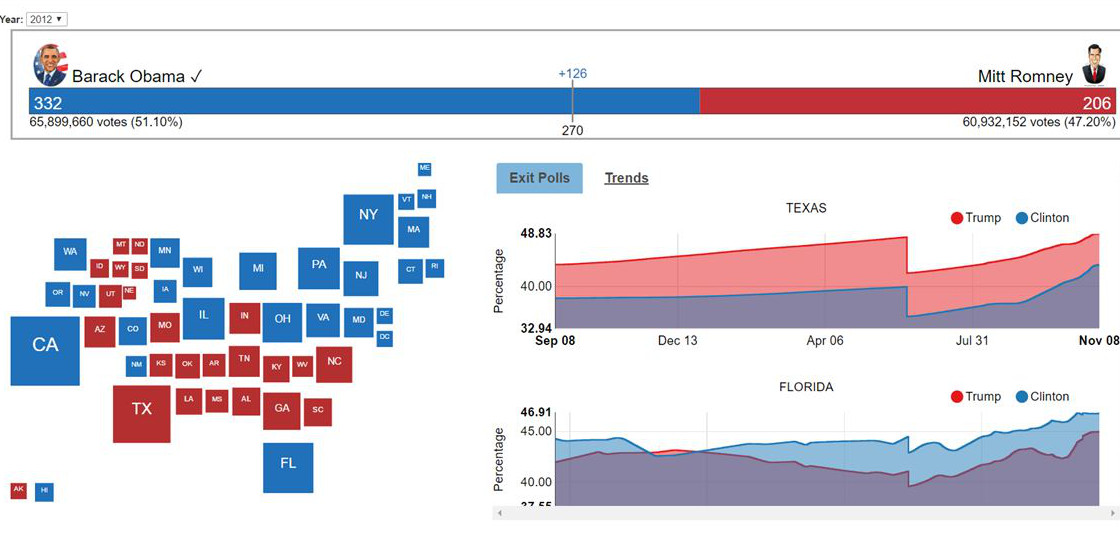 Year: 2012 ▼
+126
Barack Obama ✓
Mitt Romney
332
206
65,899,660 votes (51.10%)
60,932,152 votes (47.20%)
270
ME
VT
NH
NY
MA
WA
MT
ND
MN
ID
WY
SD
WI
MI
PA
NJ
CT
RI
OR
NV
UT
NE
IA
IL
IN
OH
VA
MD
DE
DC
CA
AZ
CO
MO
NM
KS
OK
AR
TN
KY
WV
NC
TX
LA
MS
AL
GA
SC
FL
AK
HI
Exit Polls
Trends
TEXAS
Trump
Clinton
48.83
Percentage
40.00
32.94
Sep 08
Dec 13
Apr 06
Jul 31
Nov 08
FLORIDA
Trump
Clinton
46.91
45.00
Percentage
40.00
37.55